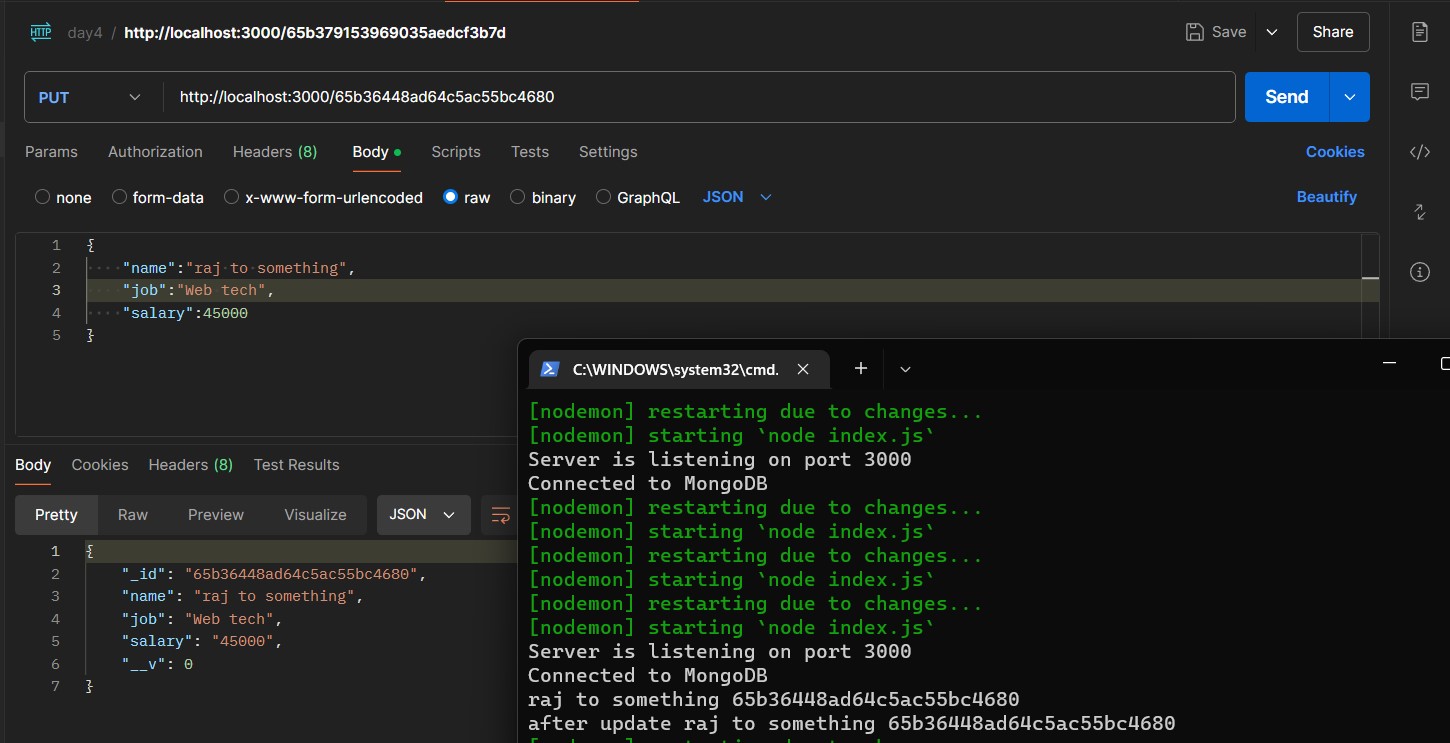 HTTP day4 / http://localhost:3000/65b379153969035aedcf3b7d Save Share
PUT http://localhost:3000/65b36448ad64c5ac55bc4680 Send
Params Authorization Headers (8) Body Scripts Tests Settings Cookies
none form-data x-www-form-urlencoded raw binary GraphQL JSON Beautify
1 {
2 "name":"raj to something",
3 "job":"Web tech",
4 "salary":45000
5 }
Body Cookies Headers (8) Test Results
Pretty Raw Preview Visualize JSON
1 {
2 "_id": "65b36448ad64c5ac55bc4680",
3 "name": "raj to something",
4 "job": "Web tech",
5 "salary": "45000",
6 "__v": 0
7 }
C:\WINDOWS\system32\cmd.
[nodemon] restarting due to changes...
[nodemon] starting `node index.js`
Server is listening on port 3000
Connected to MongoDB
[nodemon] restarting due to changes...
[nodemon] starting `node index.js`
[nodemon] restarting due to changes...
[nodemon] starting `node index.js`
[nodemon] restarting due to changes...
[nodemon] starting `node index.js`
Server is listening on port 3000
Connected to MongoDB
raj to something 65b36448ad64c5ac55bc4680
after update raj to something 65b36448ad64c5ac55bc4680